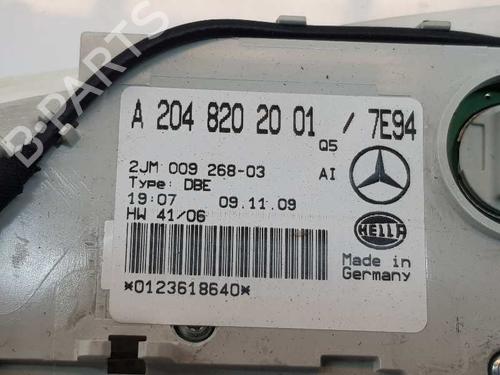 B-PARTS
A 204 820 20 01 / 7E94
Q5
2JM 009 268-03 AI
Type: DBE
19:07 09.11.09
HW 41/06
HELLA
Made in
Germany
*0123618640*